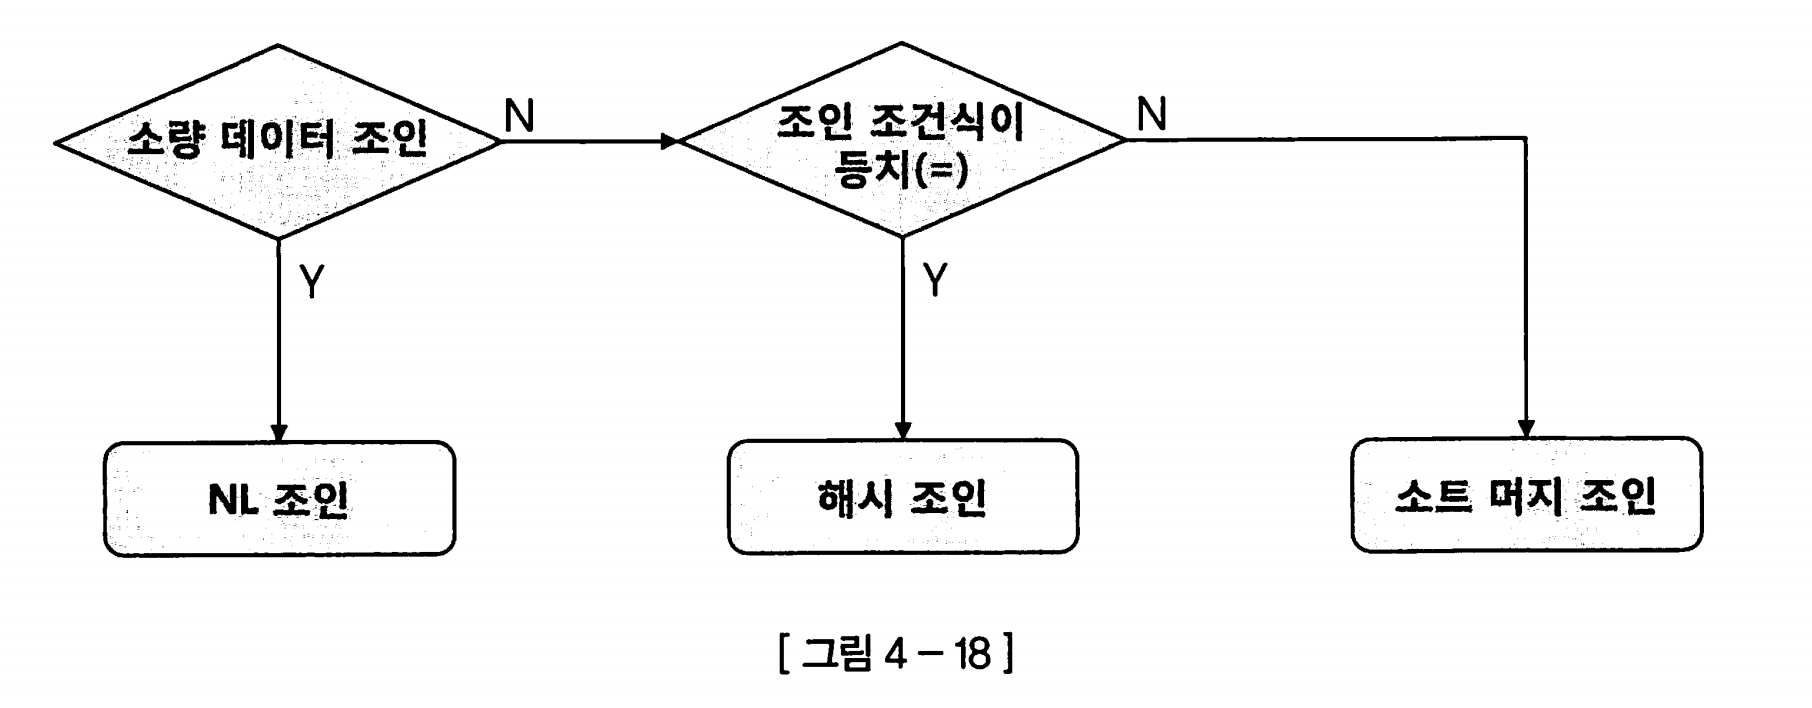 소량 데이터 조인
N
조인 조건식이
등치(=)
N
Y
Y
NL 조인
해시 조인
소트 머지 조인
[ 그림 4 – 18 ]